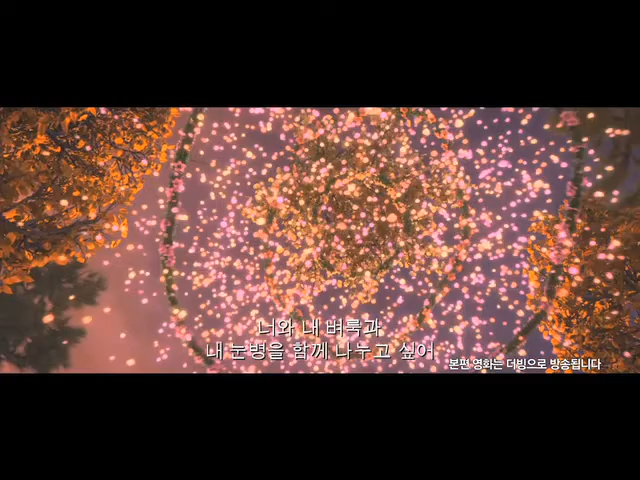 너와 내 벼룩과
내 눈병을 함께 나누고 싶어
본편 영화는 더빙으로 방송됩니다